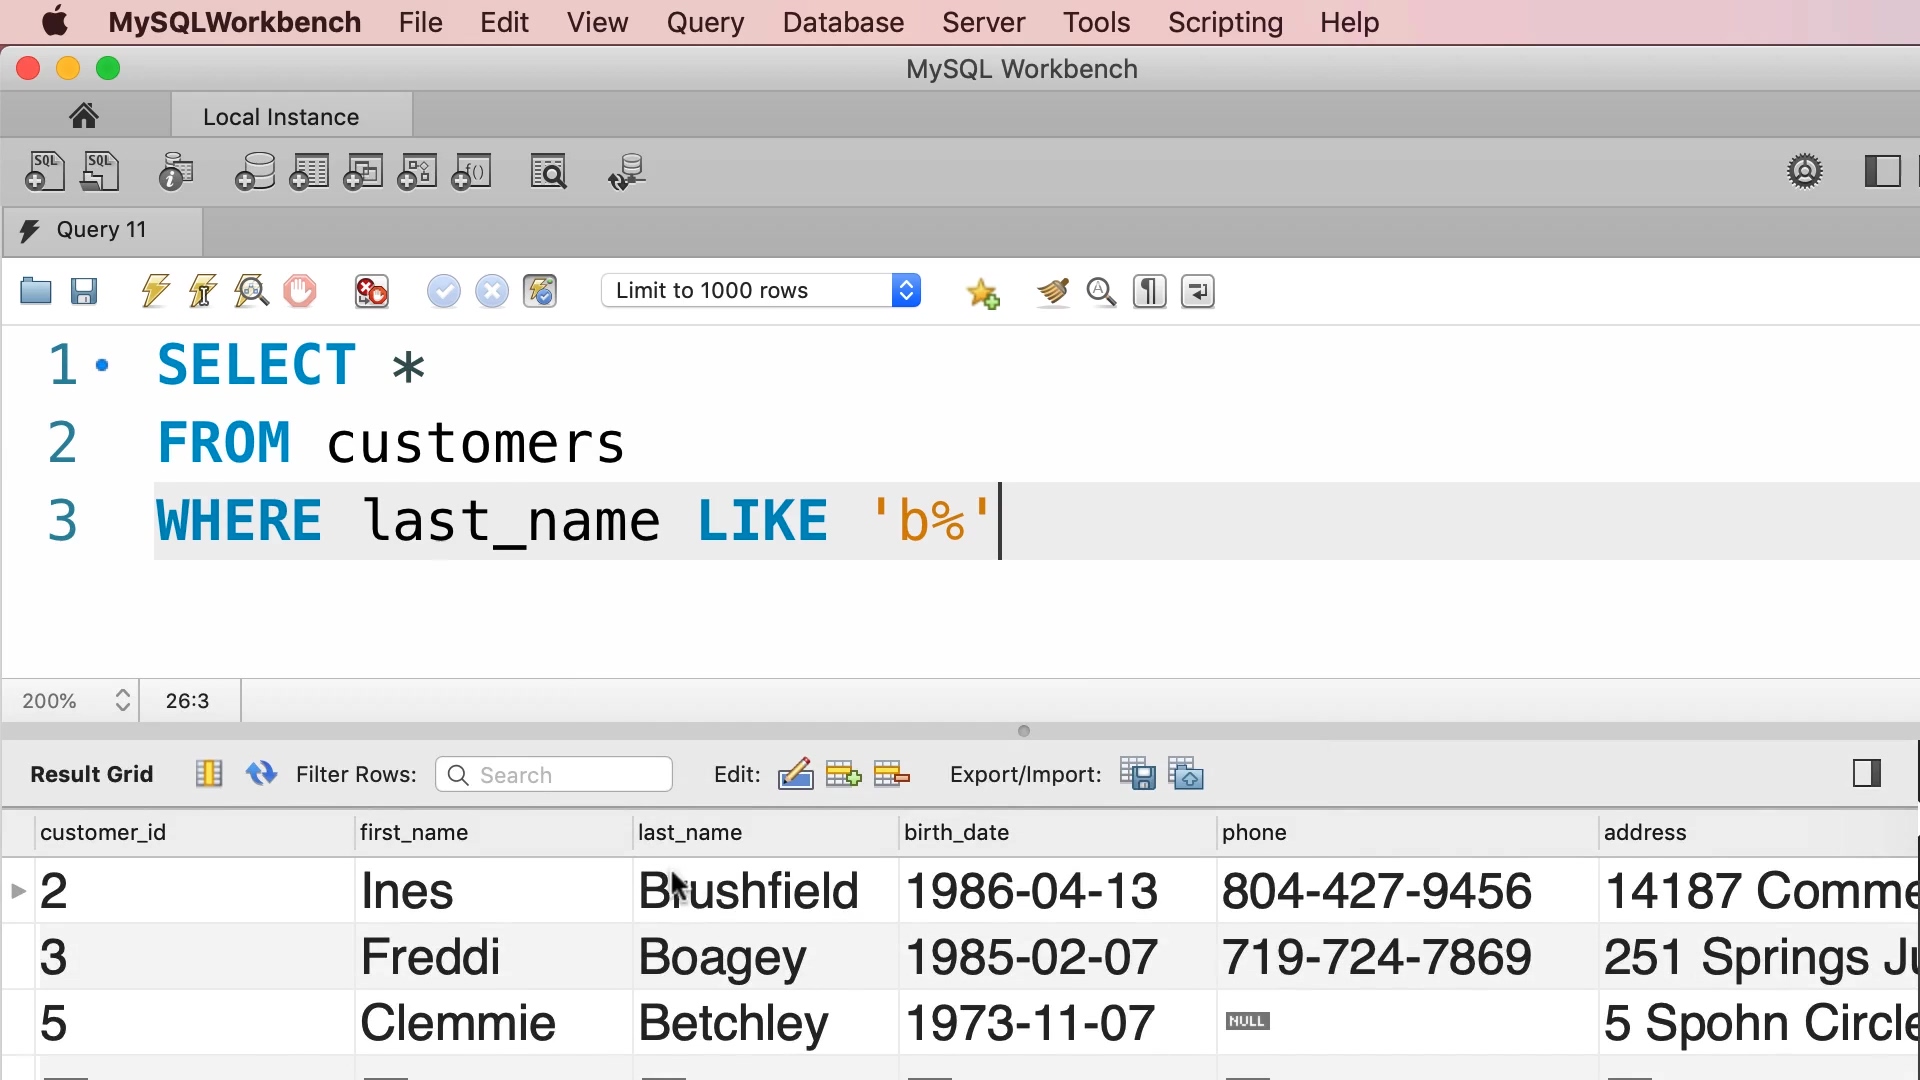 MySQLWorkbench File Edit View Query Database Server Tools Scripting Help
MySQL Workbench
Local Instance
SQL SQL
Query 11
Limit to 1000 rows
1 SELECT *
2 FROM customers
3 WHERE last_name LIKE 'b%'
200% 26:3
Result Grid Filter Rows: Search Edit: Export/Import:
customer_id first_name last_name birth_date phone address
2 Ines Brushfield 1986-04-13 804-427-9456 14187 Comme
3 Freddi Boagey 1985-02-07 719-724-7869 251 Springs Ju
5 Clemmie Betchley 1973-11-07 NULL 5 Spohn Circle